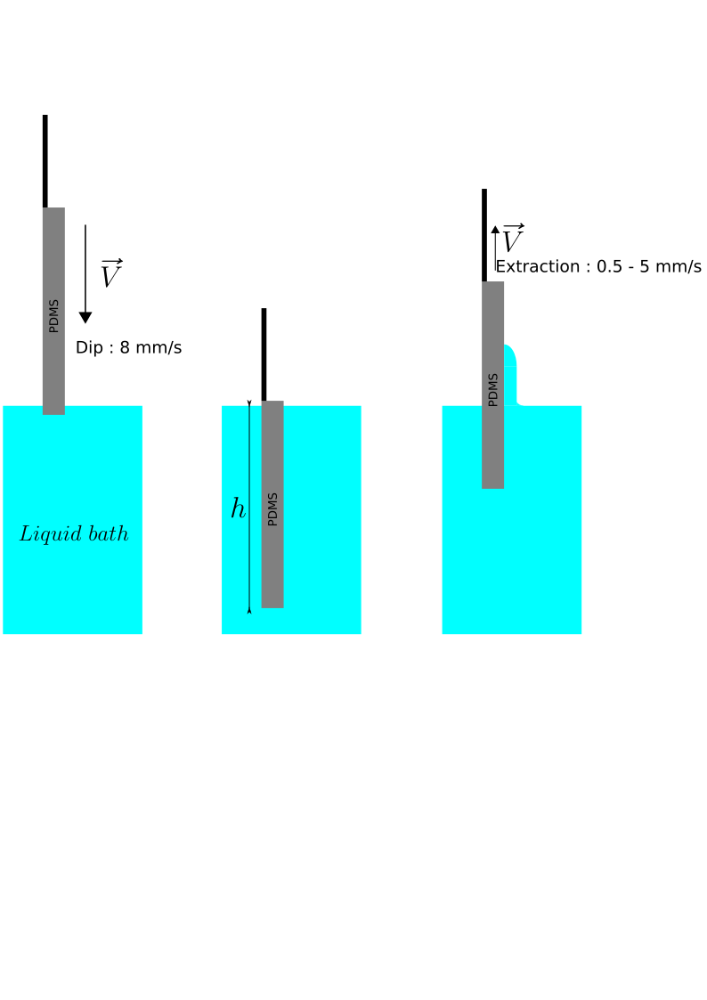 PDMS
V
Dip : 8 mm/s
Liquid bath
h
PDMS
V
Extraction : 0.5 - 5 mm/s
PDMS